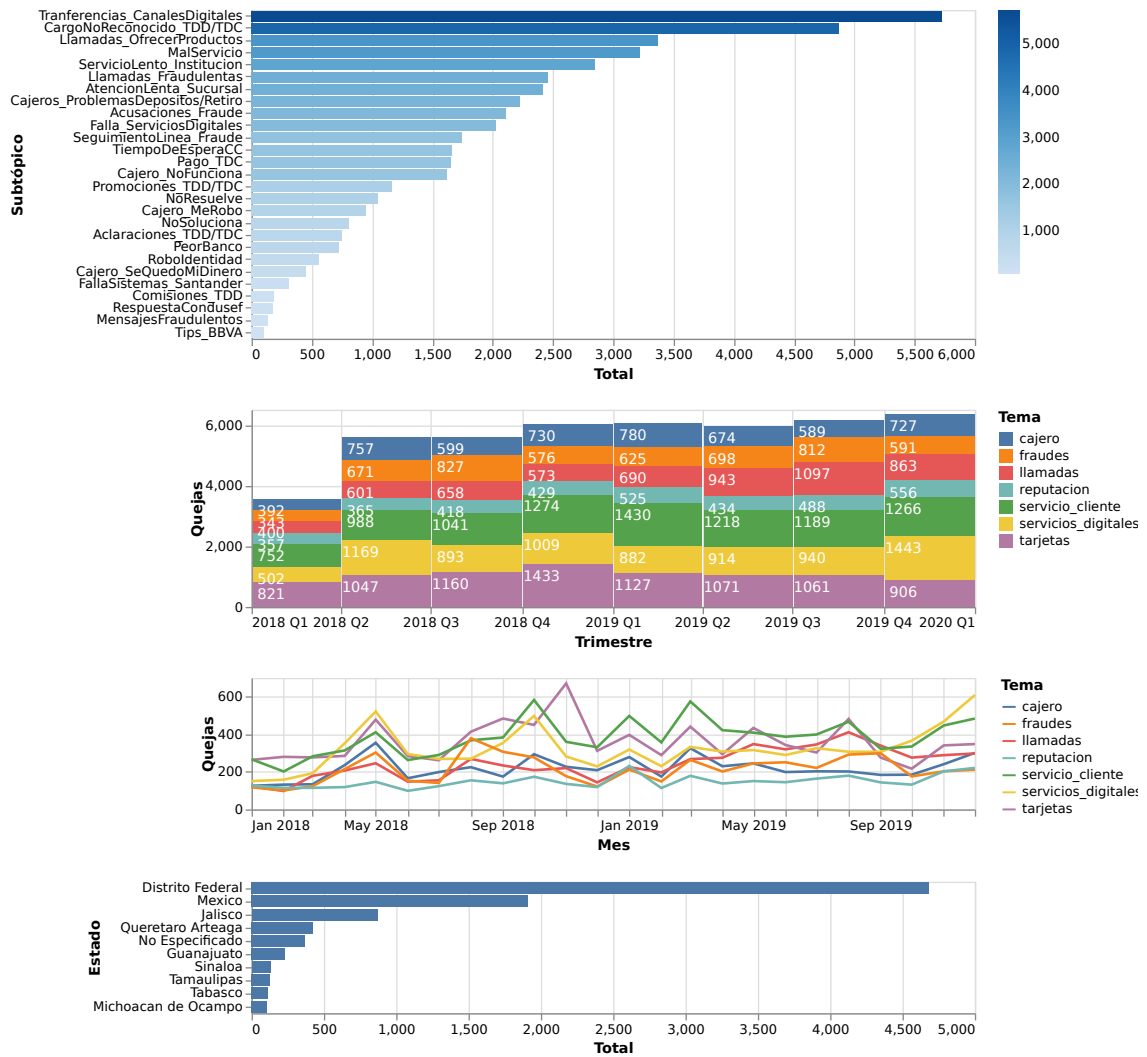 Tranferencias_CanalesDigitales
CargoNoReconocido_TDD/TDC
Llamadas_OfrecerProductos
MalServicio
ServicioLento_Institucion
Llamadas_Fraudulentas
AtencionLenta_Sucursal
Cajeros_ProblemasDepositos/Retiro
Acusaciones_Fraude
Falla_ServiciosDigitales
SeguimientoLinea_Fraude
TiempoDeEsperaCC
Pago_TDC
Cajero_NoFunciona
Promociones_TDD/TDC
NoResuelve
Cajero_MeRobo
NoSoluciona
Aclaraciones_TDD/TDC
PeorBanco
RoboIdentidad
Cajero_SeQuedoMiDinero
FallaSistemas_Santander
Comisiones_TDD
RespuestaCondusef
MensajesFraudulentos
Tips_BBVA
Subtópico
0 500 1,000 1,500 2,000 2,500 3,000 3,500 4,000 4,500 5,000 5,500 6,000
Total
5,000
4,000
3,000
2,000
1,000
Quejas
6,000
4,000
2,000
0
392 757 599 730 780 674 589 727
343 671 827 576 625 698 812 591
400 601 658 573 690 943 1097 863
357 365 418 429 525 434 488 556
752 988 1041 1274 1430 1218 1189 1266
502 1169 893 1009 882 914 940 1443
821 1047 1160 1433 1127 1071 1061 906
2018 Q1 2018 Q2 2018 Q3 2018 Q4 2019 Q1 2019 Q2 2019 Q3 2019 Q4 2020 Q1
Trimestre
Tema
cajero
fraudes
llamadas
reputacion
servicio_cliente
servicios_digitales
tarjetas
Quejas
600
400
200
0
Jan 2018 May 2018 Sep 2018 Jan 2019 May 2019 Sep 2019
Mes
Tema
cajero
fraudes
llamadas
reputacion
servicio_cliente
servicios_digitales
tarjetas
Estado
Distrito Federal
Mexico
Jalisco
Queretaro Arteaga
No Especificado
Guanajuato
Sinaloa
Tamaulipas
Tabasco
Michoacan de Ocampo
0 500 1,000 1,500 2,000 2,500 3,000 3,500 4,000 4,500 5,000
Total